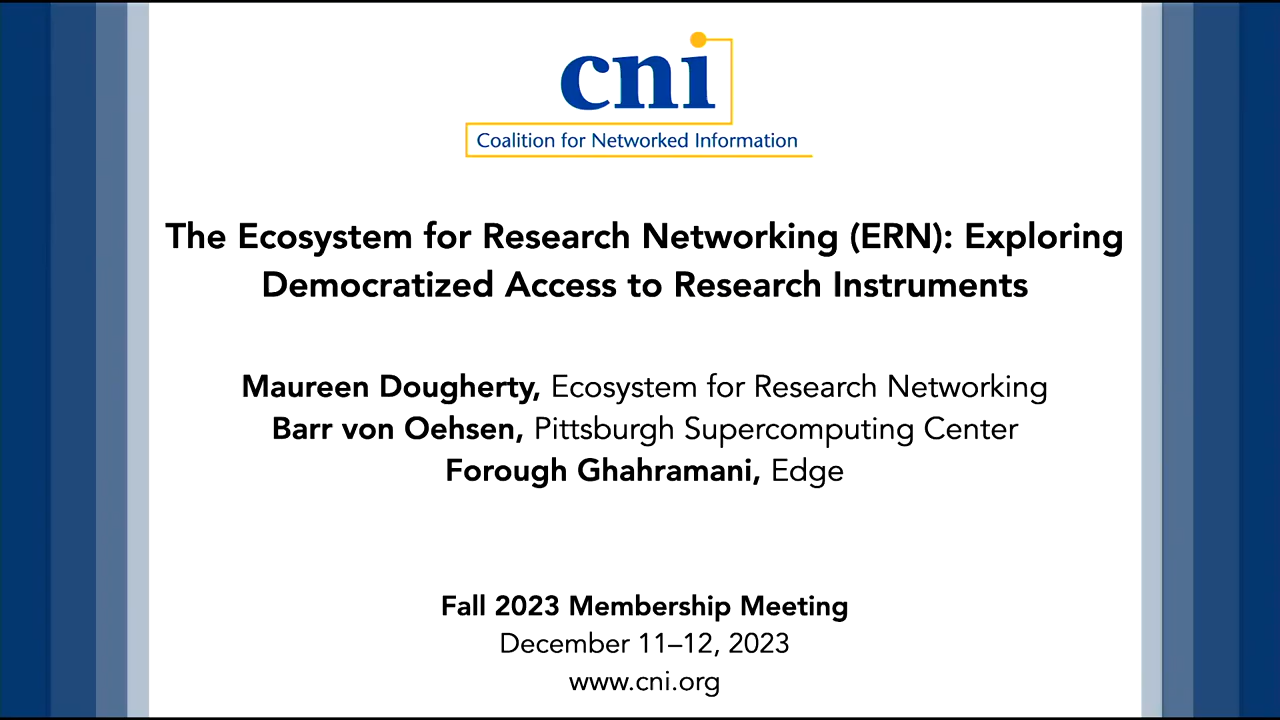 cni
Coalition for Networked Information
The Ecosystem for Research Networking (ERN): Exploring
Democratized Access to Research Instruments
Maureen Dougherty, Ecosystem for Research Networking
Barr von Oehsen, Pittsburgh Supercomputing Center
Forough Ghahramani, Edge
Fall 2023 Membership Meeting
December 11–12, 2023
www.cni.org